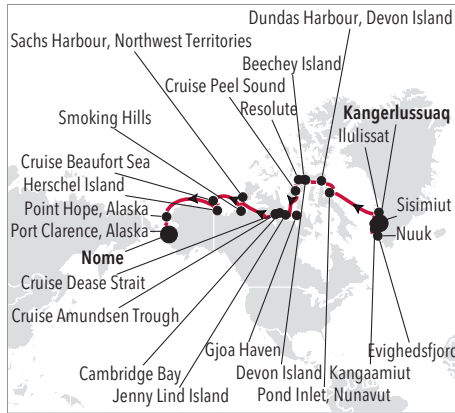 Dundas Harbour, Devon Island
Sachs Harbour, Northwest Territories
Beechey Island
Cruise Peel Sound
Resolute
Kangerlussuaq
Ilulissat
Smoking Hills
Cruise Beaufort Sea
Herschel Island
Point Hope, Alaska
Port Clarence, Alaska
Nome
Cruise Dease Strait
Cruise Amundsen Trough
Sisimiut
Nuuk
Gjoa Haven
Evighedsfjord
Cambridge Bay
Devon Island
Kangaamiut
Jenny Lind Island
Pond Inlet, Nunavut